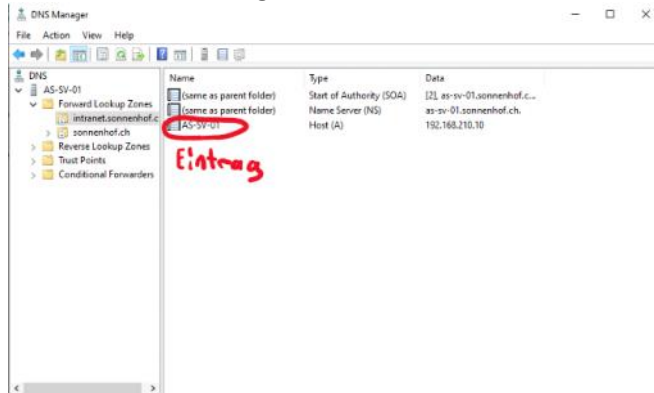 DNS Manager
File Action View Help
DNS
AS-SV-01
Forward Lookup Zones
intranet.sonnenhof.c
sonnenhof.ch
Reverse Lookup Zones
Trust Points
Conditional Forwarders
Name Type Data
(same as parent folder) Start of Authority (SOA) [2], as-sv-01.sonnenhof.c...
(same as parent folder) Name Server (NS) as-sv-01.sonnenhof.ch.
AS-SV-01 Host (A) 192.168.210.10
Eintrag